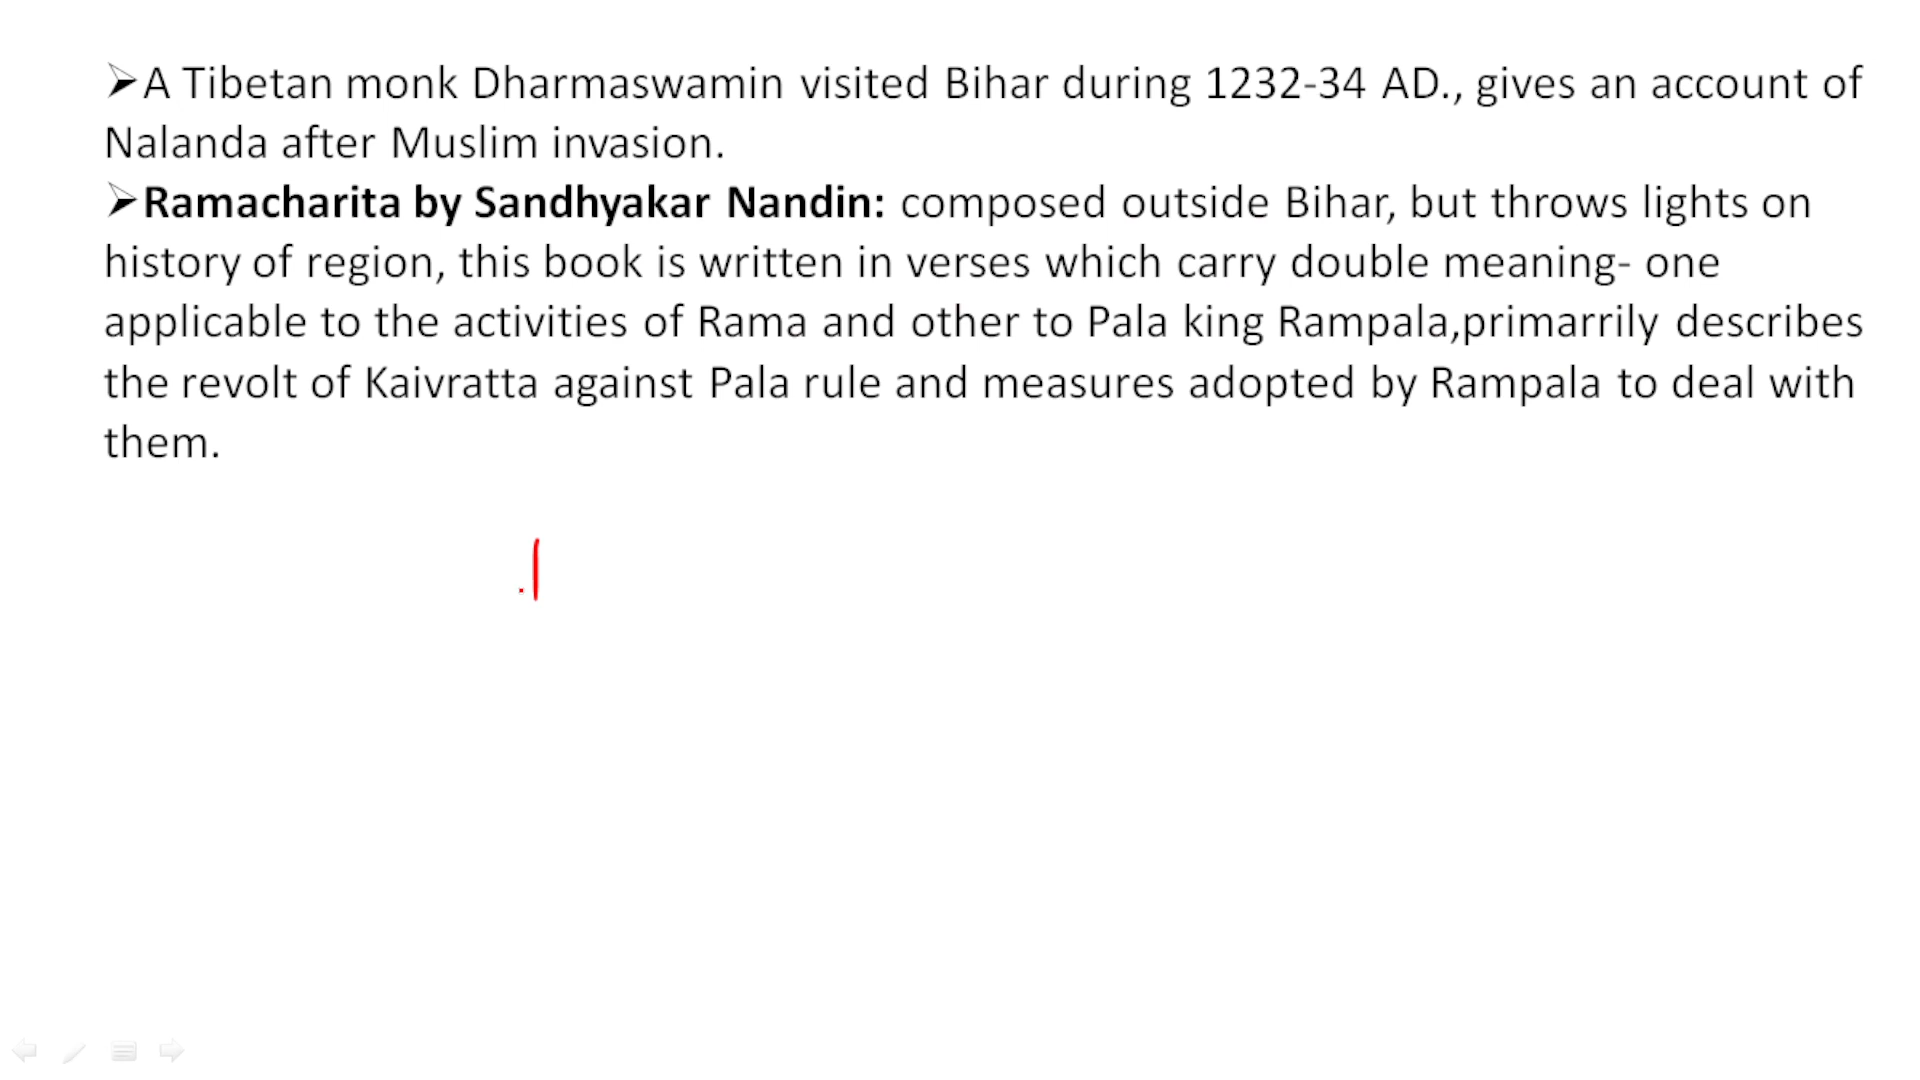 ➢A Tibetan monk Dharmaswamin visited Bihar during 1232-34 AD., gives an account of
Nalanda after Muslim invasion.
➢Ramacharita by Sandhyakar Nandin: composed outside Bihar, but throws lights on
history of region, this book is written in verses which carry double meaning- one
applicable to the activities of Rama and other to Pala king Rampala,primarrily describes
the revolt of Kaivratta against Pala rule and measures adopted by Rampala to deal with
them.